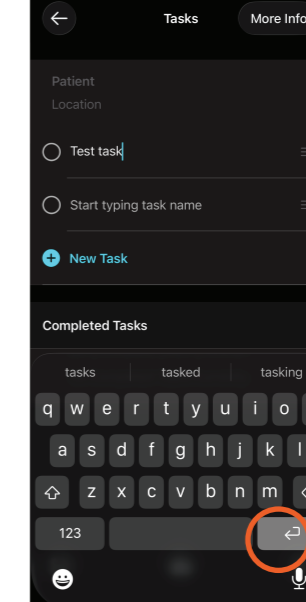 Tasks More Info
Patient
Location
Test task
Start typing task name
New Task
Completed Tasks
tasks tasked tasking
q w e r t y u i o
a s d f g h j k l
z x c v b n m
123